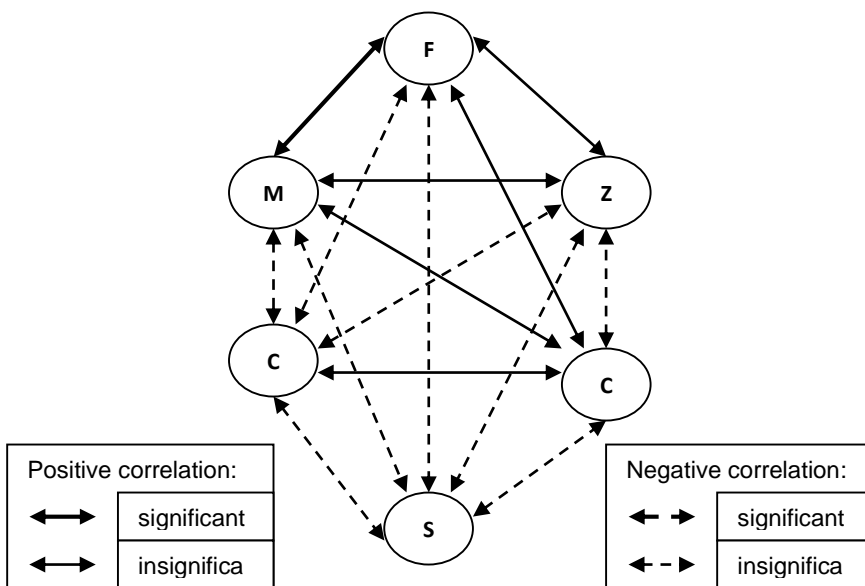 F
M
Z
C
C
S
Positive correlation:
significant
insignifica
Negative correlation:
significant
insignifica